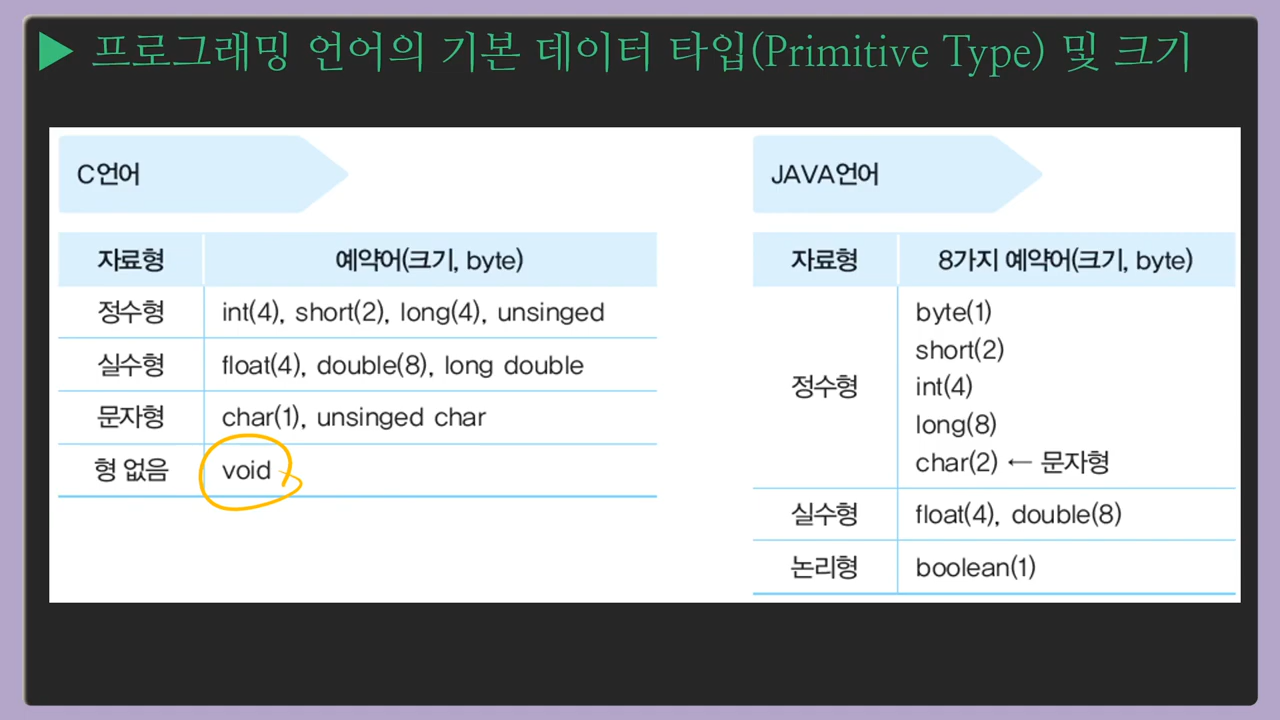 ▶ 프로그래밍 언어의 기본 데이터 타입(Primitive Type) 및 크기
C언어
자료형 예약어(크기, byte)
정수형 int(4), short(2), long(4), unsinged
실수형 float(4), double(8), long double
문자형 char(1), unsinged char
형 없음 void
JAVA언어
자료형 8가지 예약어(크기, byte)
정수형
byte(1)
short(2)
int(4)
long(8)
char(2) ← 문자형
실수형 float(4), double(8)
논리형 boolean(1)